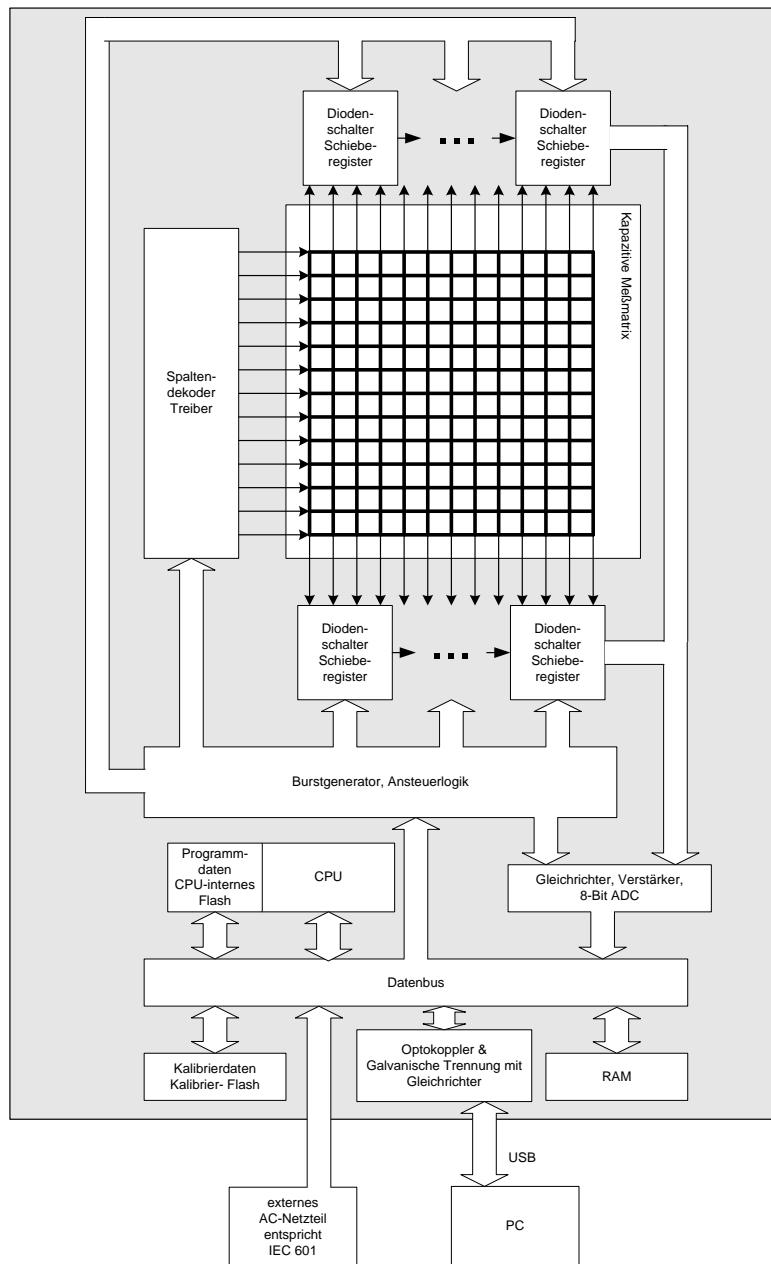 Dioden-
schalter
Schiebe-
register
Dioden-
schalter
Schiebe-
register
Kapazitive Meßmatrix
Spalten-
dekoder
Treiber
Dioden-
schalter
Schiebe-
register
Dioden-
schalter
Schiebe-
register
Burstgenerator, Ansteuerlogik
Programm-
daten
CPU-internes
Flash
CPU
Gleichrichter, Verstärker,
8-Bit ADC
Datenbus
Kalibrierdaten
Kalibrier- Flash
Optokoppler &
Galvanische Trennung mit
Gleichrichter
RAM
USB
externes
AC-Netzteil
entspricht
IEC 601
PC